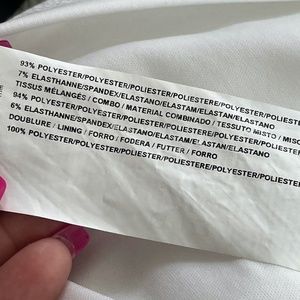 93% POLYESTER/POLYESTER/POLIESTER/POLIESTERE/POLYESTER/POLIESTER
7% ELASTHANNE/SPANDEX/ELASTANO/ELASTAM/ELASTAN/ELASTANO
TISSUS MÉLANGÉS / COMBO / MATERIAL COMBINADO / TESSUTO MISTO / MISC
94% POLYESTER/POLYESTER/POLIESTER/POLIESTERE/POLYESTER/POLIESTER
6% ELASTHANNE/SPANDEX/ELASTANO/ELASTAM/ELASTAN/ELASTANO
DOUBLURE / LINING / FORRO / FODERA / FUTTER / FORRO
100% POLYESTER/POLYESTER/POLIESTER/POLIESTERE/POLYESTER/POLIESTER